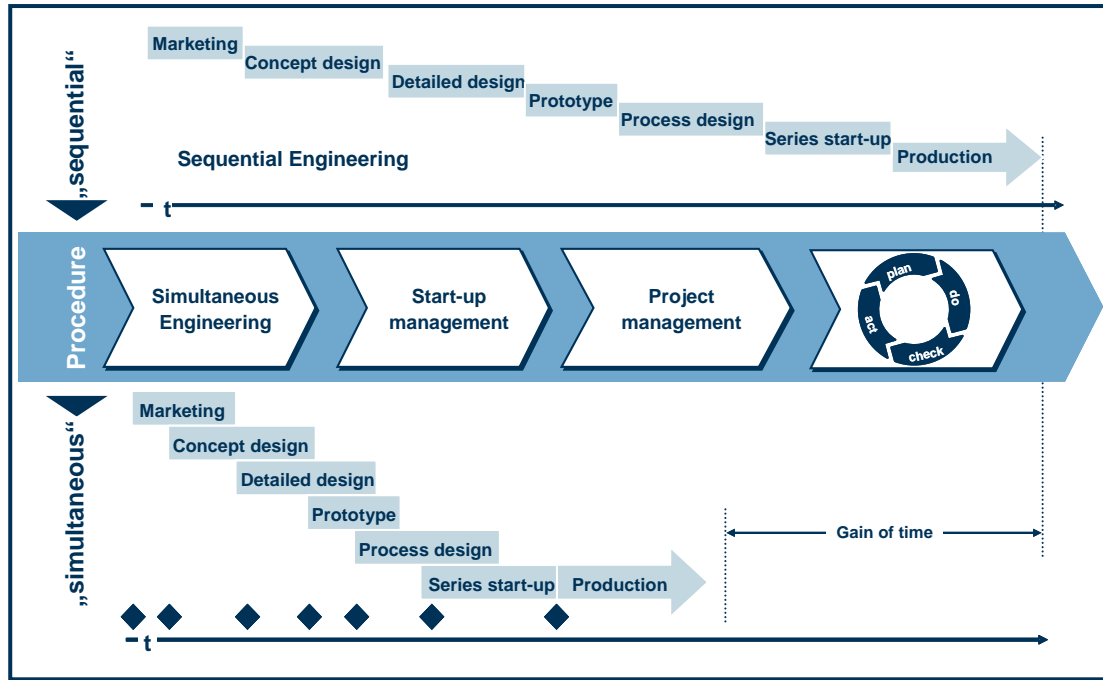 „sequential“
Marketing
Concept design
Detailed design
Prototype
Process design
Series start-up
Production
Sequential Engineering
t
Procedure
Simultaneous
Engineering
Start-up
management
Project
management
plan
do
check
act
„simultaneous“
Marketing
Concept design
Detailed design
Prototype
Process design
Series start-up
Production
Gain of time
t